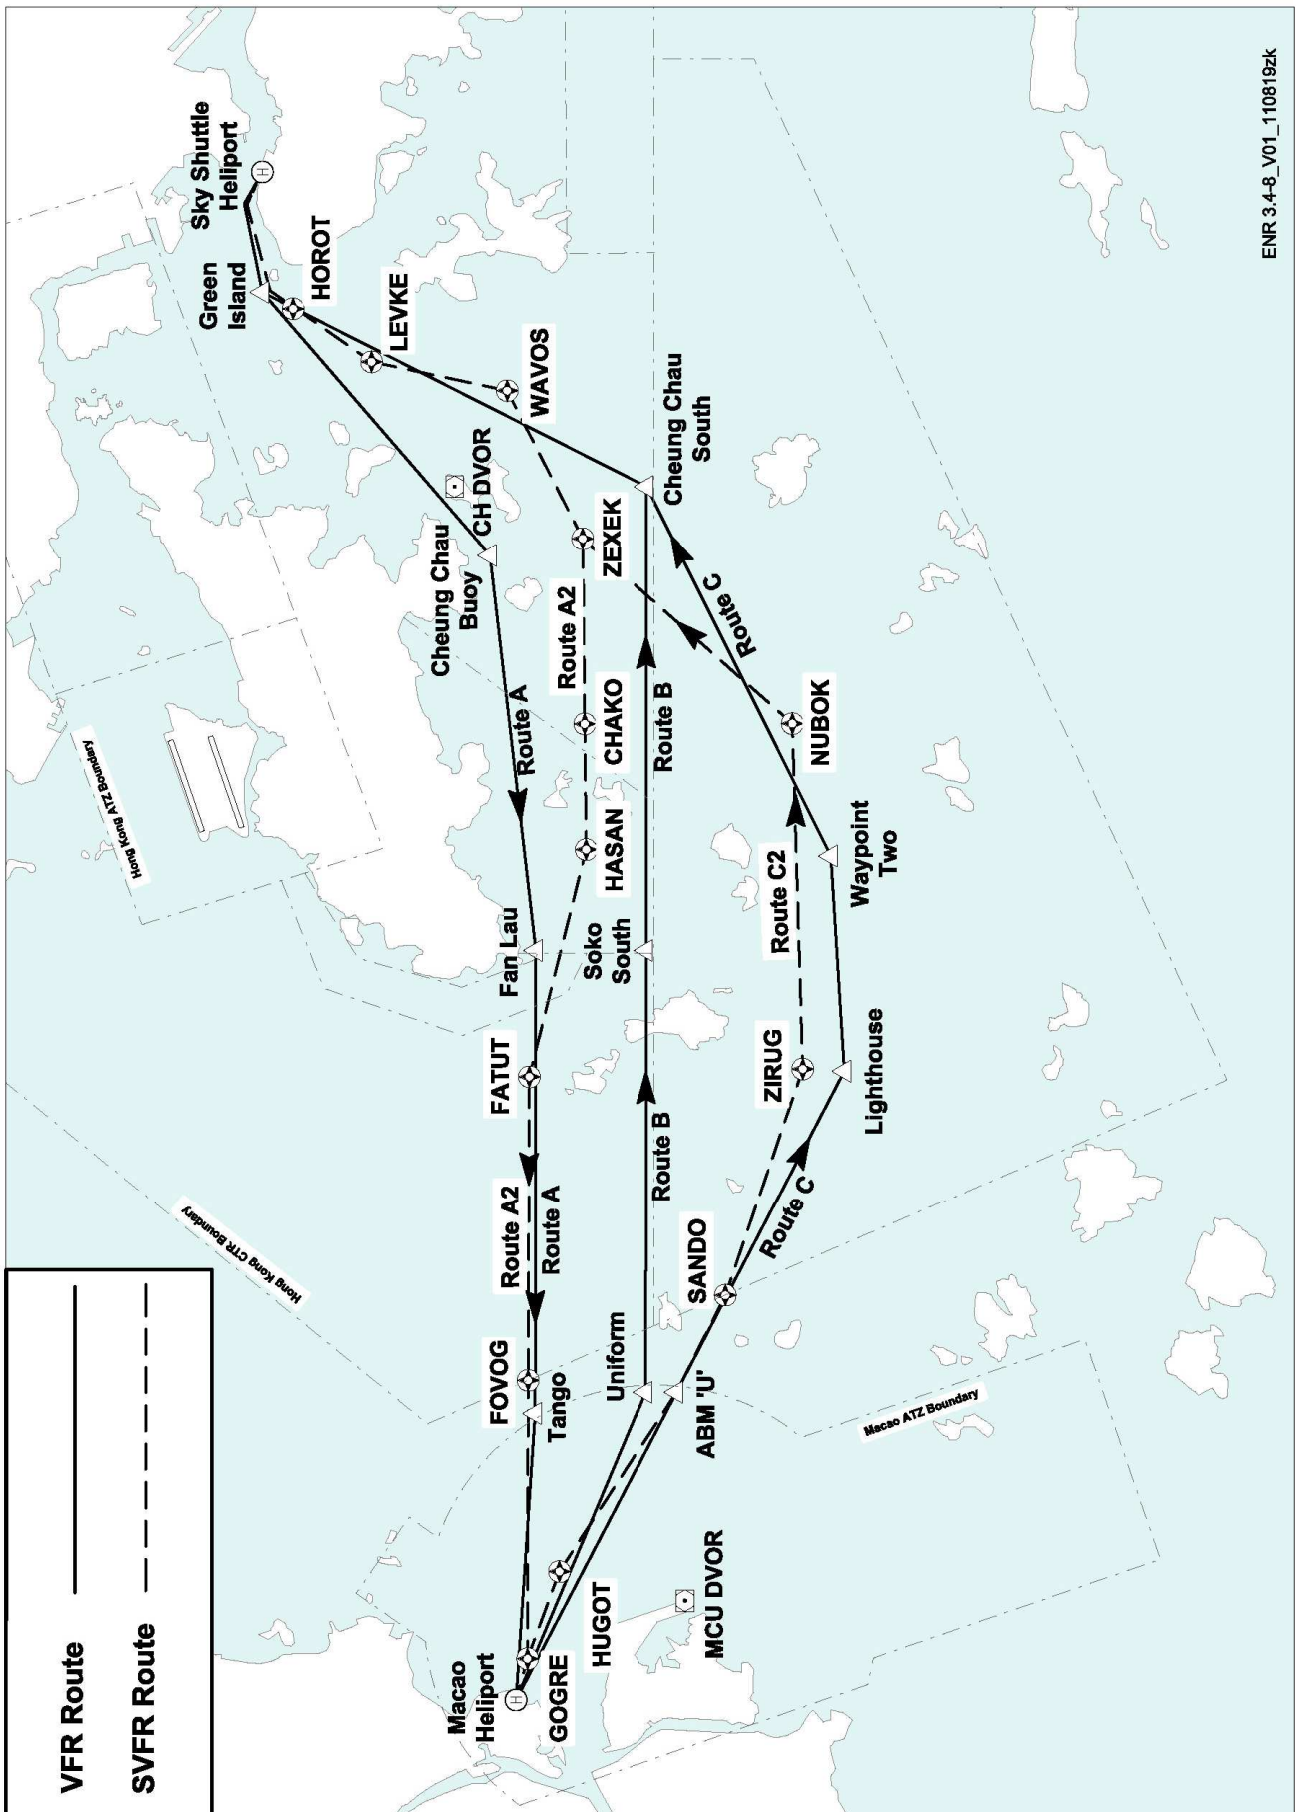 VFR Route
SVFR Route
Sky Shuttle
Heliport
Green
Island
HOROT
LEVKE
WAVOS
Cheung Chau
South
CH DVOR
Cheung Chau
Buoy
ZEXEK
Route A2
Route A
Route C
CHAKO
Route B
NUBOK
HASAN
Hong Kong ATZ Boundary
Fan Lau
Soko
South
Route C2
Waypoint
Two
FATUT
ZIRUG
Lighthouse
Route A2
Route A
Route B
Route C
SANDO
Hong Kong CTR Boundary
FOVOG
Tango
Uniform
ABM 'U'
Macao ATZ Boundary
Macao
Heliport
GOGRE
HUGOT
MCU DVOR
H
H
ENR 3.4-8_V01_110819zk